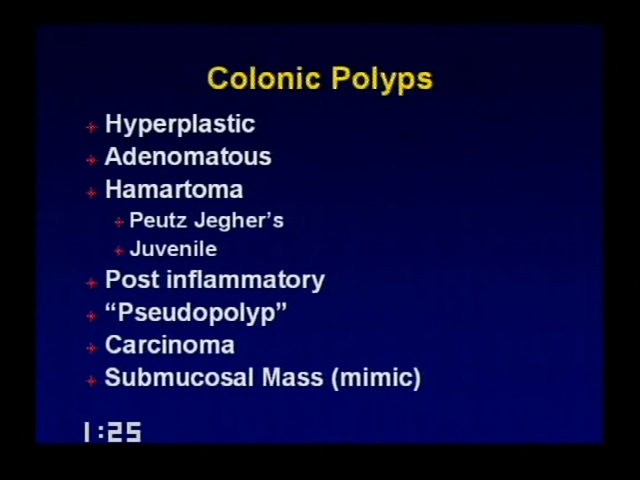 Colonic Polyps
Hyperplastic
Adenomatous
Hamartoma
Peutz Jegher's
Juvenile
Post inflammatory
“Pseudopolyp”
Carcinoma
Submucosal Mass (mimic)
1:25